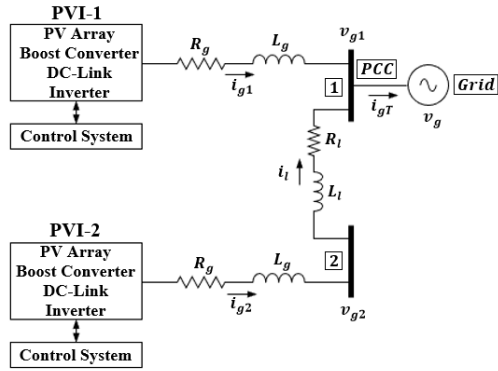 PVI-1
PV Array
Boost Converter
DC-Link
Inverter
Control System
R_g
L_g
i_g1
v_g1
1
PCC
i_gT
v_g
Grid
R_l
i_l
L_l
PVI-2
PV Array
Boost Converter
DC-Link
Inverter
Control System
R_g
L_g
i_g2
2
v_g2